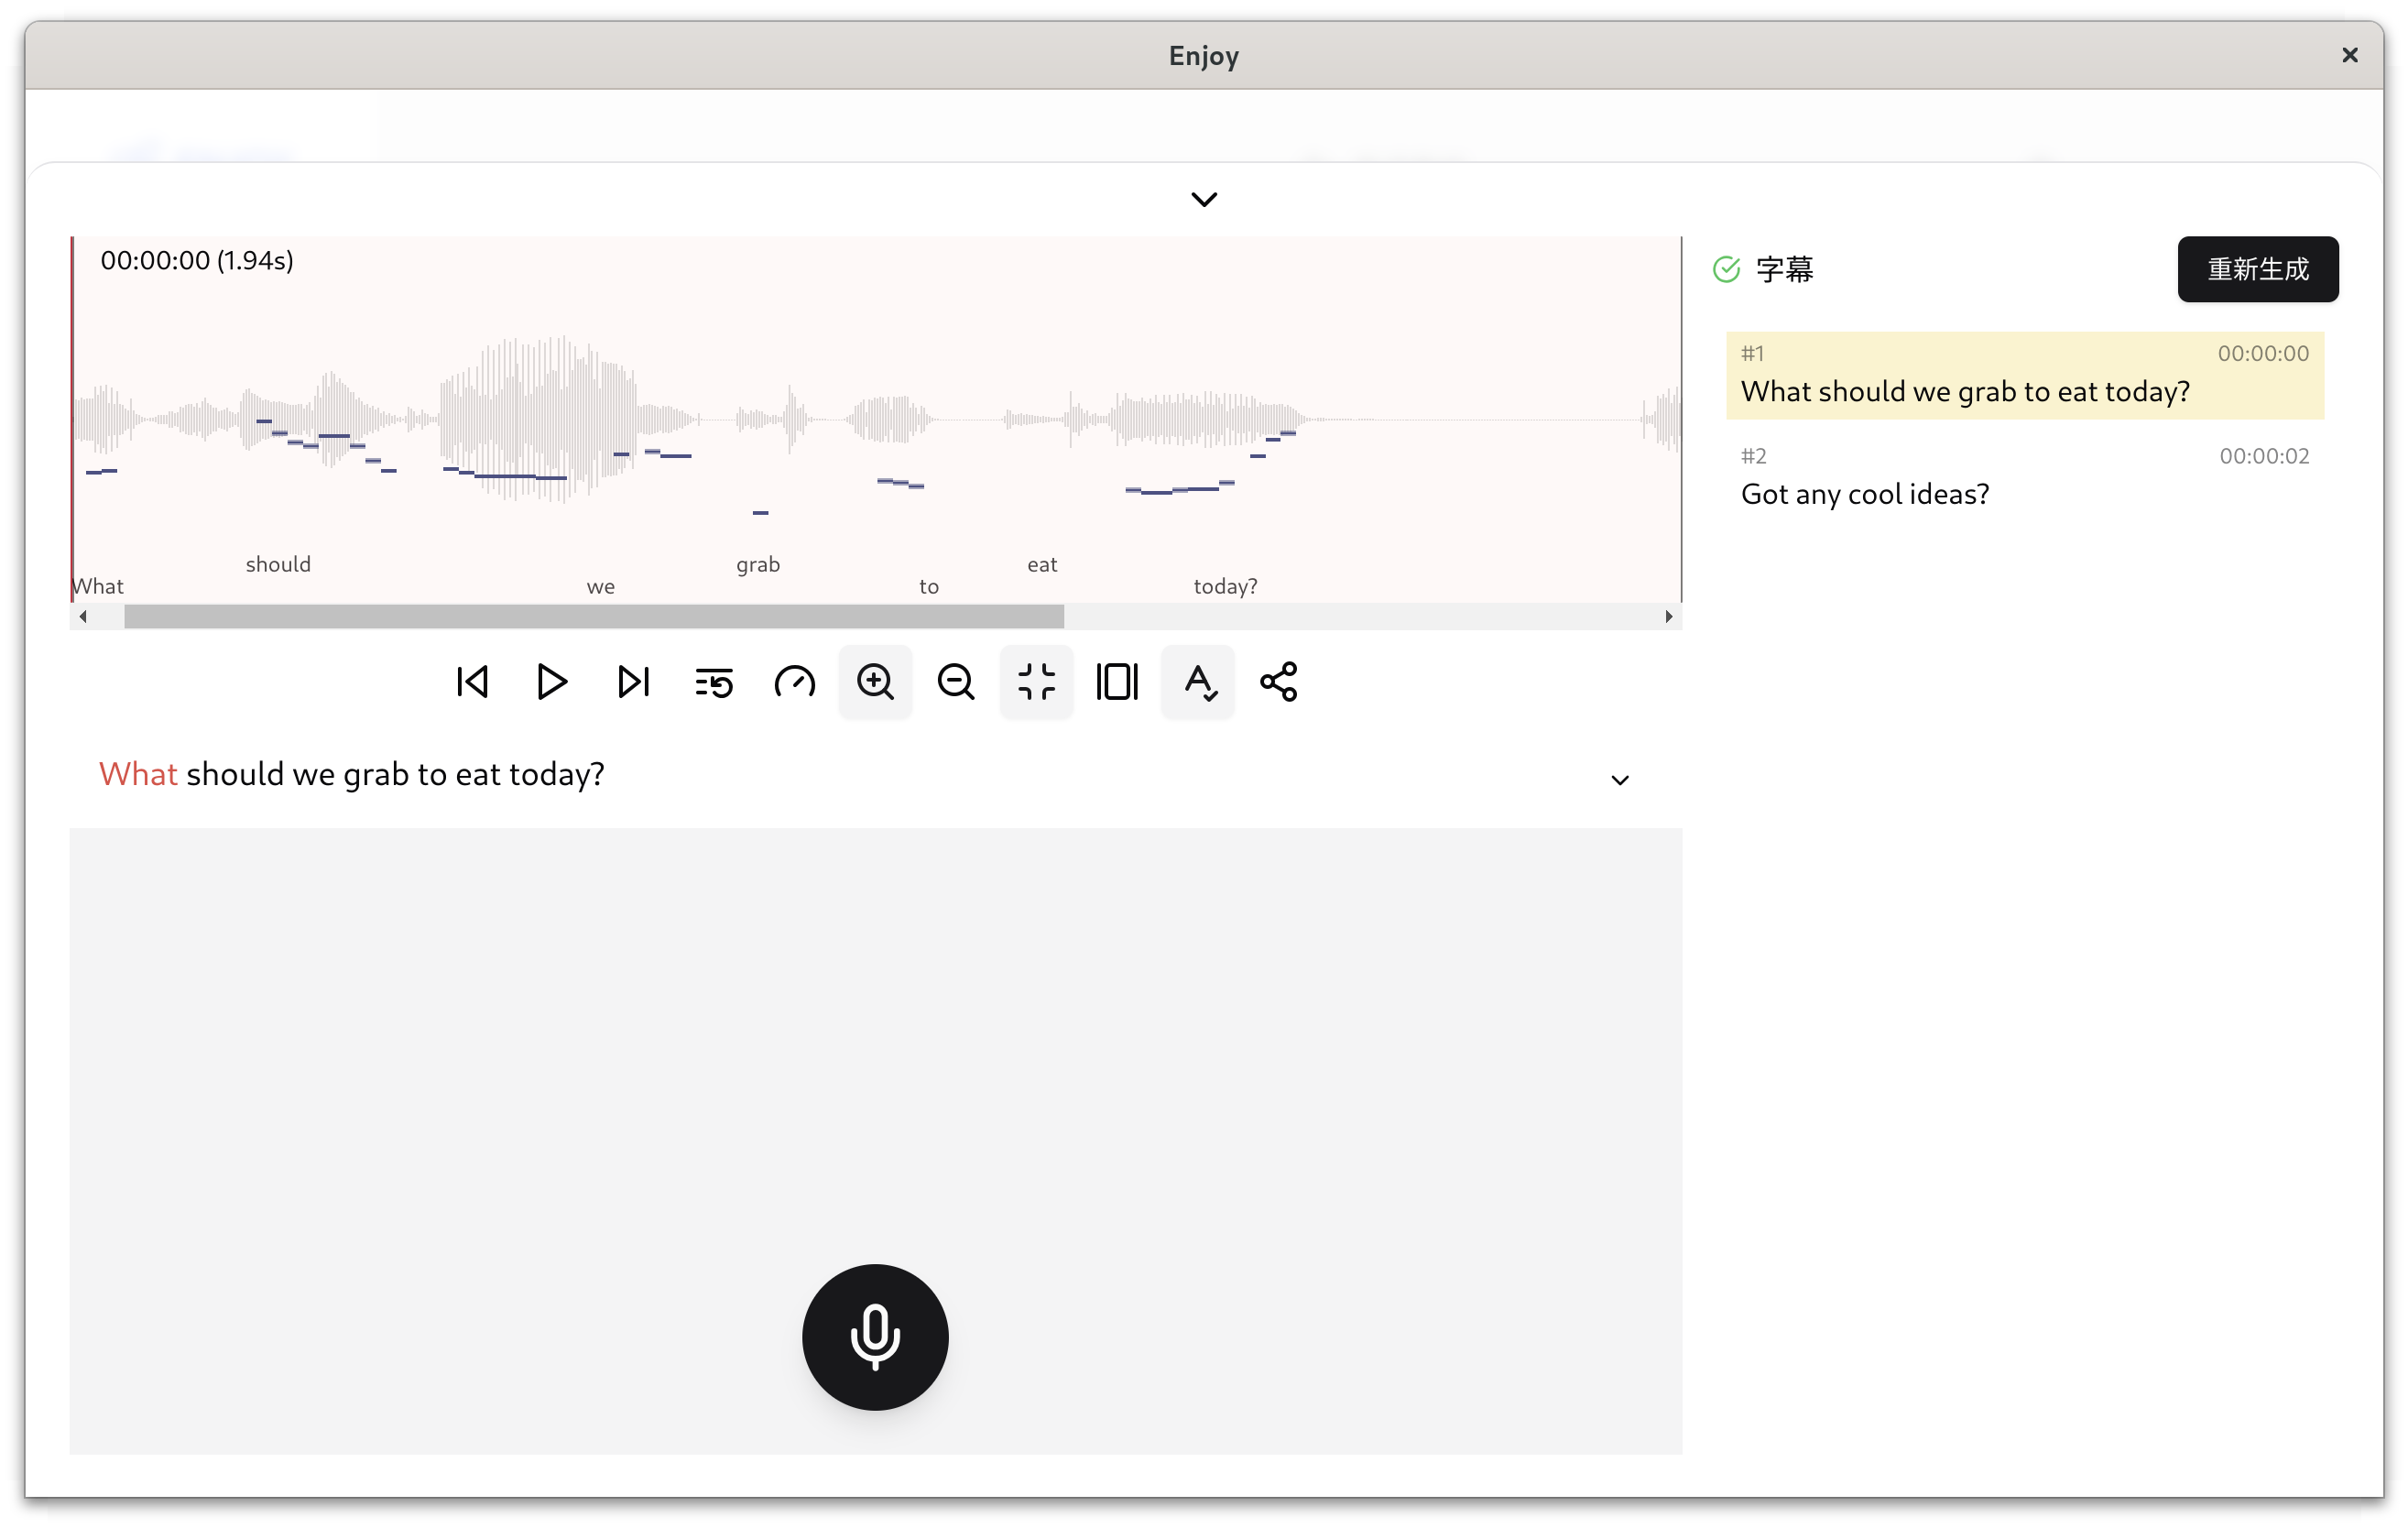 Enjoy
00:00:00 (1.94s)
What should we grab to eat today?
字幕
重新生成
#1 00:00:00
What should we grab to eat today?
#2 00:00:02
Got any cool ideas?
What should we grab to eat today?